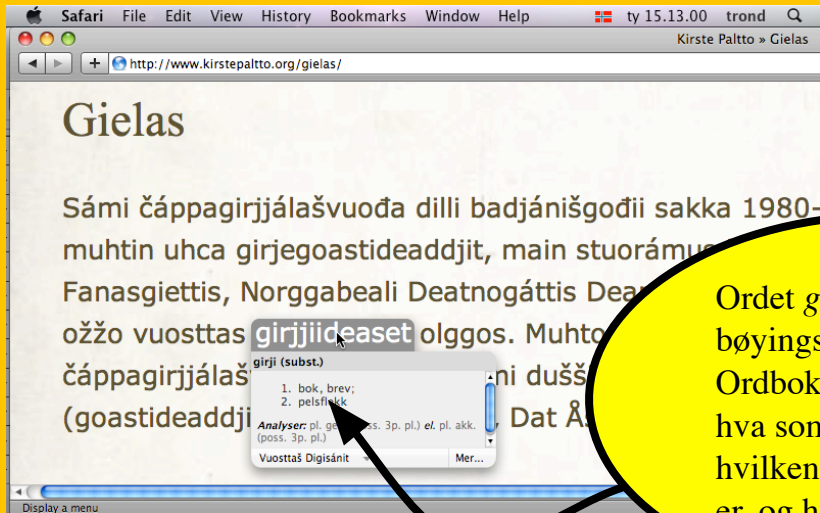 Safari File Edit View History Bookmarks Window Help ty 15.13.00 trond
Kirste Paltto » Gielas
http://www.kirstepaltto.org/gielas/
Gielas
Sámi čáppagirjjálašvuođa dilli badjánišgođii sakka 1980-
muhtin uhca girjegoastideaddjit, main stuorámus
Fanasgiettis, Norggabeali Deatnogáttis Dea
ožžo vuosttas girjjiideaset olggos. Muhto
girji (subst.)
čáppagirjjálaš ni dušš
1. bok, brev;
2. pelsflekk
(goastideaddji , Dat Ås
Analyser: pl. ge ss. 3p. pl.) el. pl. akk.
(poss. 3p. pl.)
Vuosttaš Digisánit Mer...
Display a menu
Ordet g
bøyings
Ordbok
hva som
hvilken
er, og h